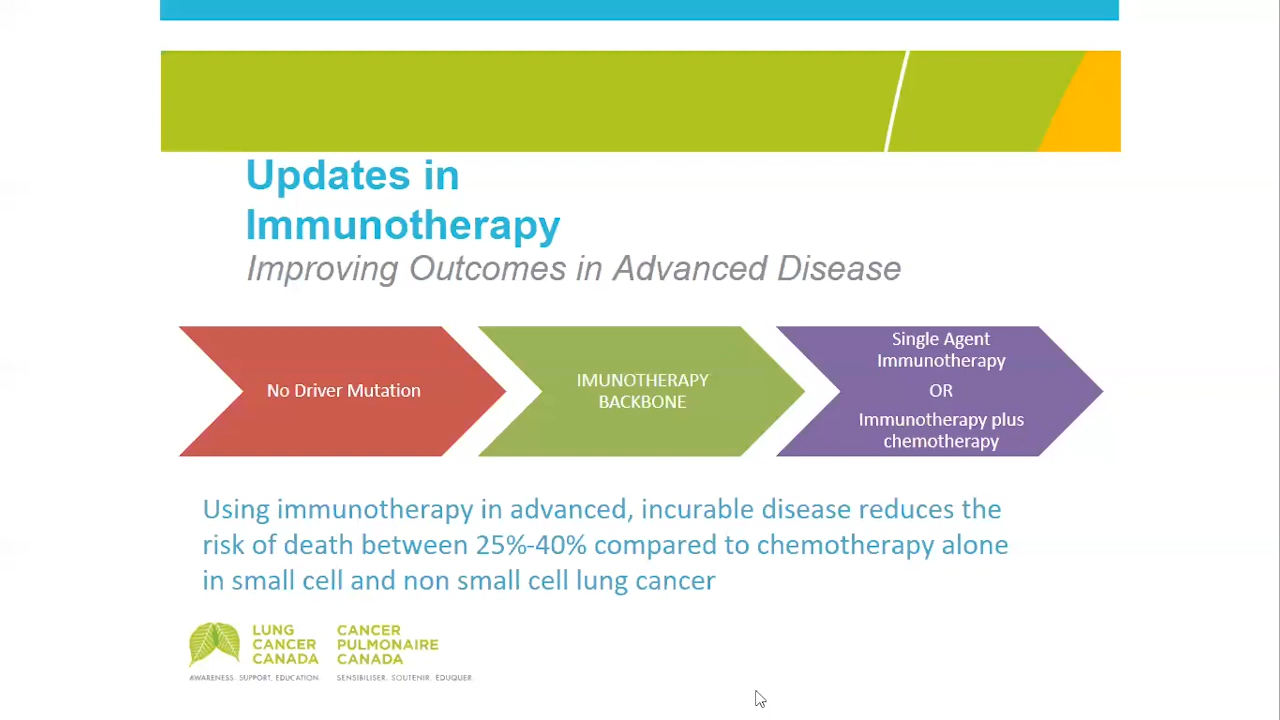 Updates in
Immunotherapy
Improving Outcomes in Advanced Disease
No Driver Mutation
IMUNOTHERAPY
BACKBONE
Single Agent
Immunotherapy
OR
Immunotherapy plus
chemotherapy
Using immunotherapy in advanced, incurable disease reduces the
risk of death between 25%-40% compared to chemotherapy alone
in small cell and non small cell lung cancer
LUNG
CANCER
CANADA
AWARENESS. SUPPORT. EDUCATION
CANCER
PULMONAIRE
CANADA
SENSIBILISER. SOUTENIR. EDUQUER.